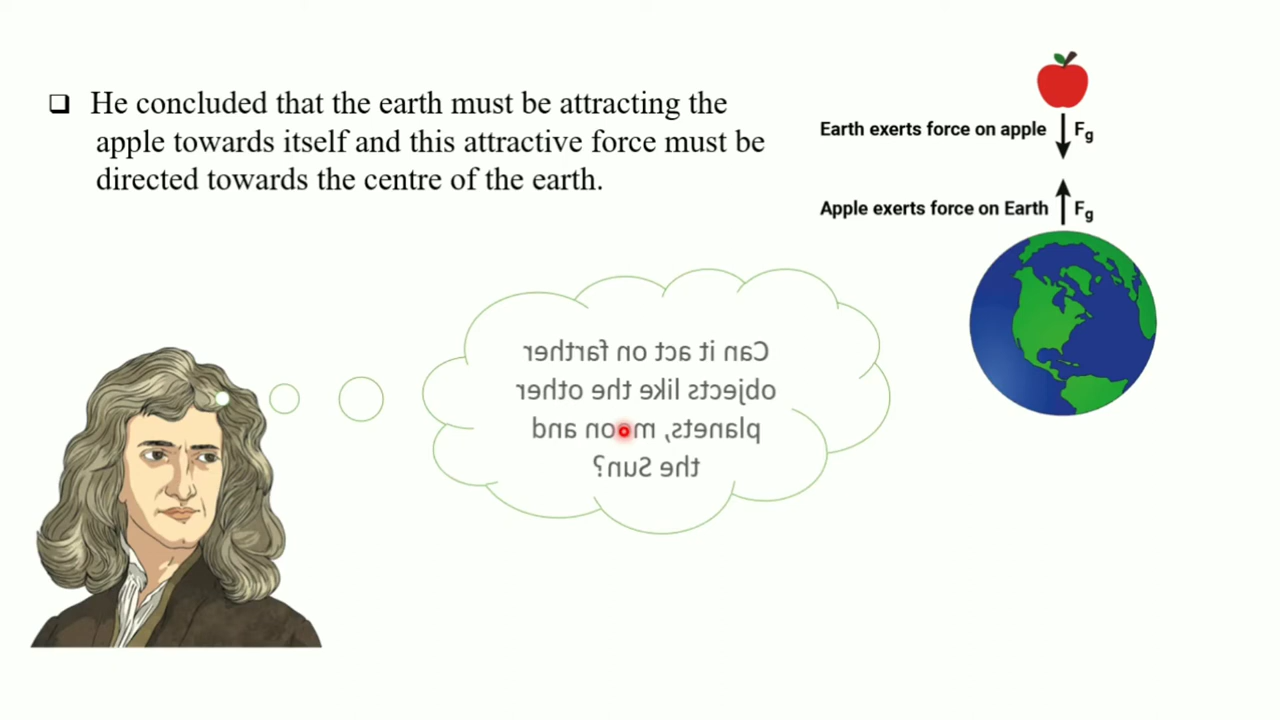 He concluded that the earth must be attracting the
apple towards itself and this attractive force must be
directed towards the centre of the earth.
Earth exerts force on apple Fg
Apple exerts force on Earth Fg
Can it act on farther
objects like the other
planets, moon and
the Sun?